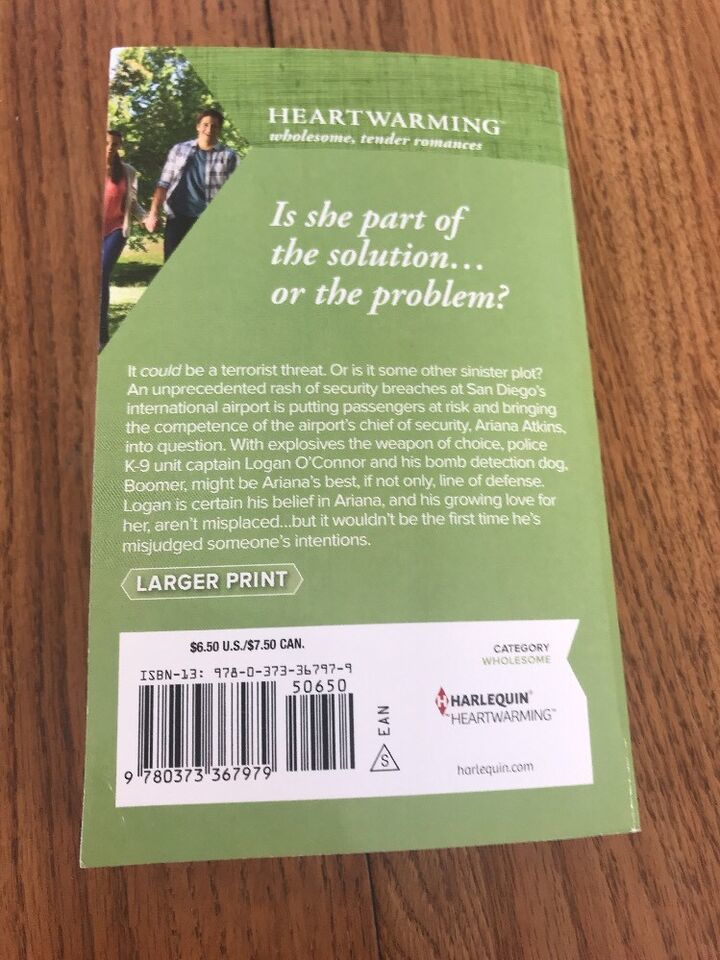 HEARTWARMING™
wholesome, tender romances
Is she part of
the solution...
or the problem?
It could be a terrorist threat. Or is it some other sinister plot?
An unprecedented rash of security breaches at San Diego's
international airport is putting passengers at risk and bringing
the competence of the airport's chief of security, Ariana Atkins,
into question. With explosives the weapon of choice, police
K-9 unit captain Logan O'Connor and his bomb detection dog,
Boomer, might be Ariana's best, if not only, line of defense.
Logan is certain his belief in Ariana, and his growing love for
her, aren't misplaced...but it wouldn't be the first time he's
misjudged someone's intentions.
LARGER PRINT
$6.50 U.S./$7.50 CAN.
ISBN-13: 978-0-373-36797-9
50650
9 780373 367979
EAN
S
CATEGORY
WHOLESOME
H HARLEQUIN®
HEARTWARMING™
harlequin.com